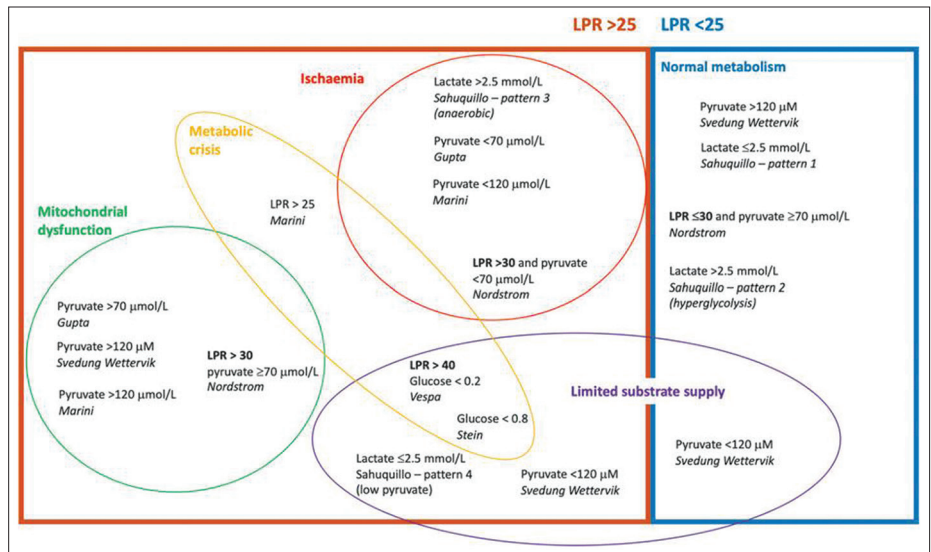 LPR >25 LPR <25
Ischaemia
Lactate >2.5 mmol/L
Sahuquillo – pattern 3
(anaerobic)
Pyruvate <70 µmol/L
Gupta
Pyruvate <120 µmol/L
Marini
LPR >30 and pyruvate
<70 µmol/L
Nordstrom
Metabolic
crisis
LPR > 25
Marini
Mitochondrial
dysfunction
Pyruvate >70 µmol/L
Gupta
Pyruvate >120 µM
Svedung Wettervik
Pyruvate >120 µmol/L
Marini
LPR > 30
pyruvate ≥70 µmol/L
Nordstrom
LPR > 40
Glucose < 0.2
Vespa
Glucose < 0.8
Stein
Lactate ≤2.5 mmol/L
Sahuquillo – pattern 4
(low pyruvate)
Pyruvate <120 µM
Svedung Wettervik
Limited substrate supply
Pyruvate <120 µM
Svedung Wettervik
Normal metabolism
Pyruvate >120 µM
Svedung Wettervik
Lactate ≤2.5 mmol/L
Sahuquillo – pattern 1
LPR ≤30 and pyruvate ≥70 µmol/L
Nordstrom
Lactate >2.5 mmol/L
Sahuquillo – pattern 2
(hyperglycolysis)